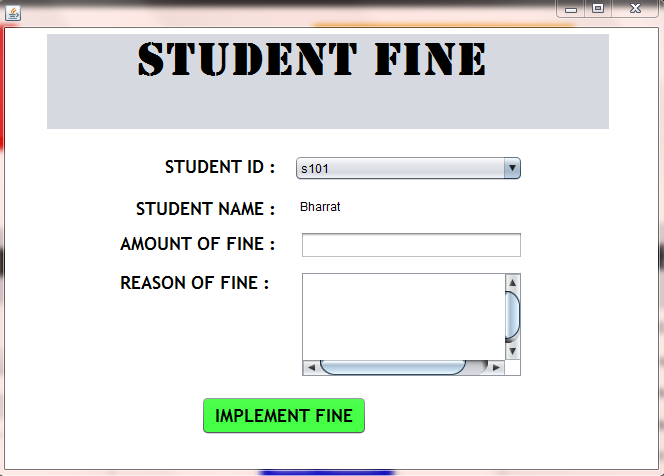 STUDENT FINE
STUDENT ID : s101
STUDENT NAME : Bharrat
AMOUNT OF FINE :
REASON OF FINE :
IMPLEMENT FINE